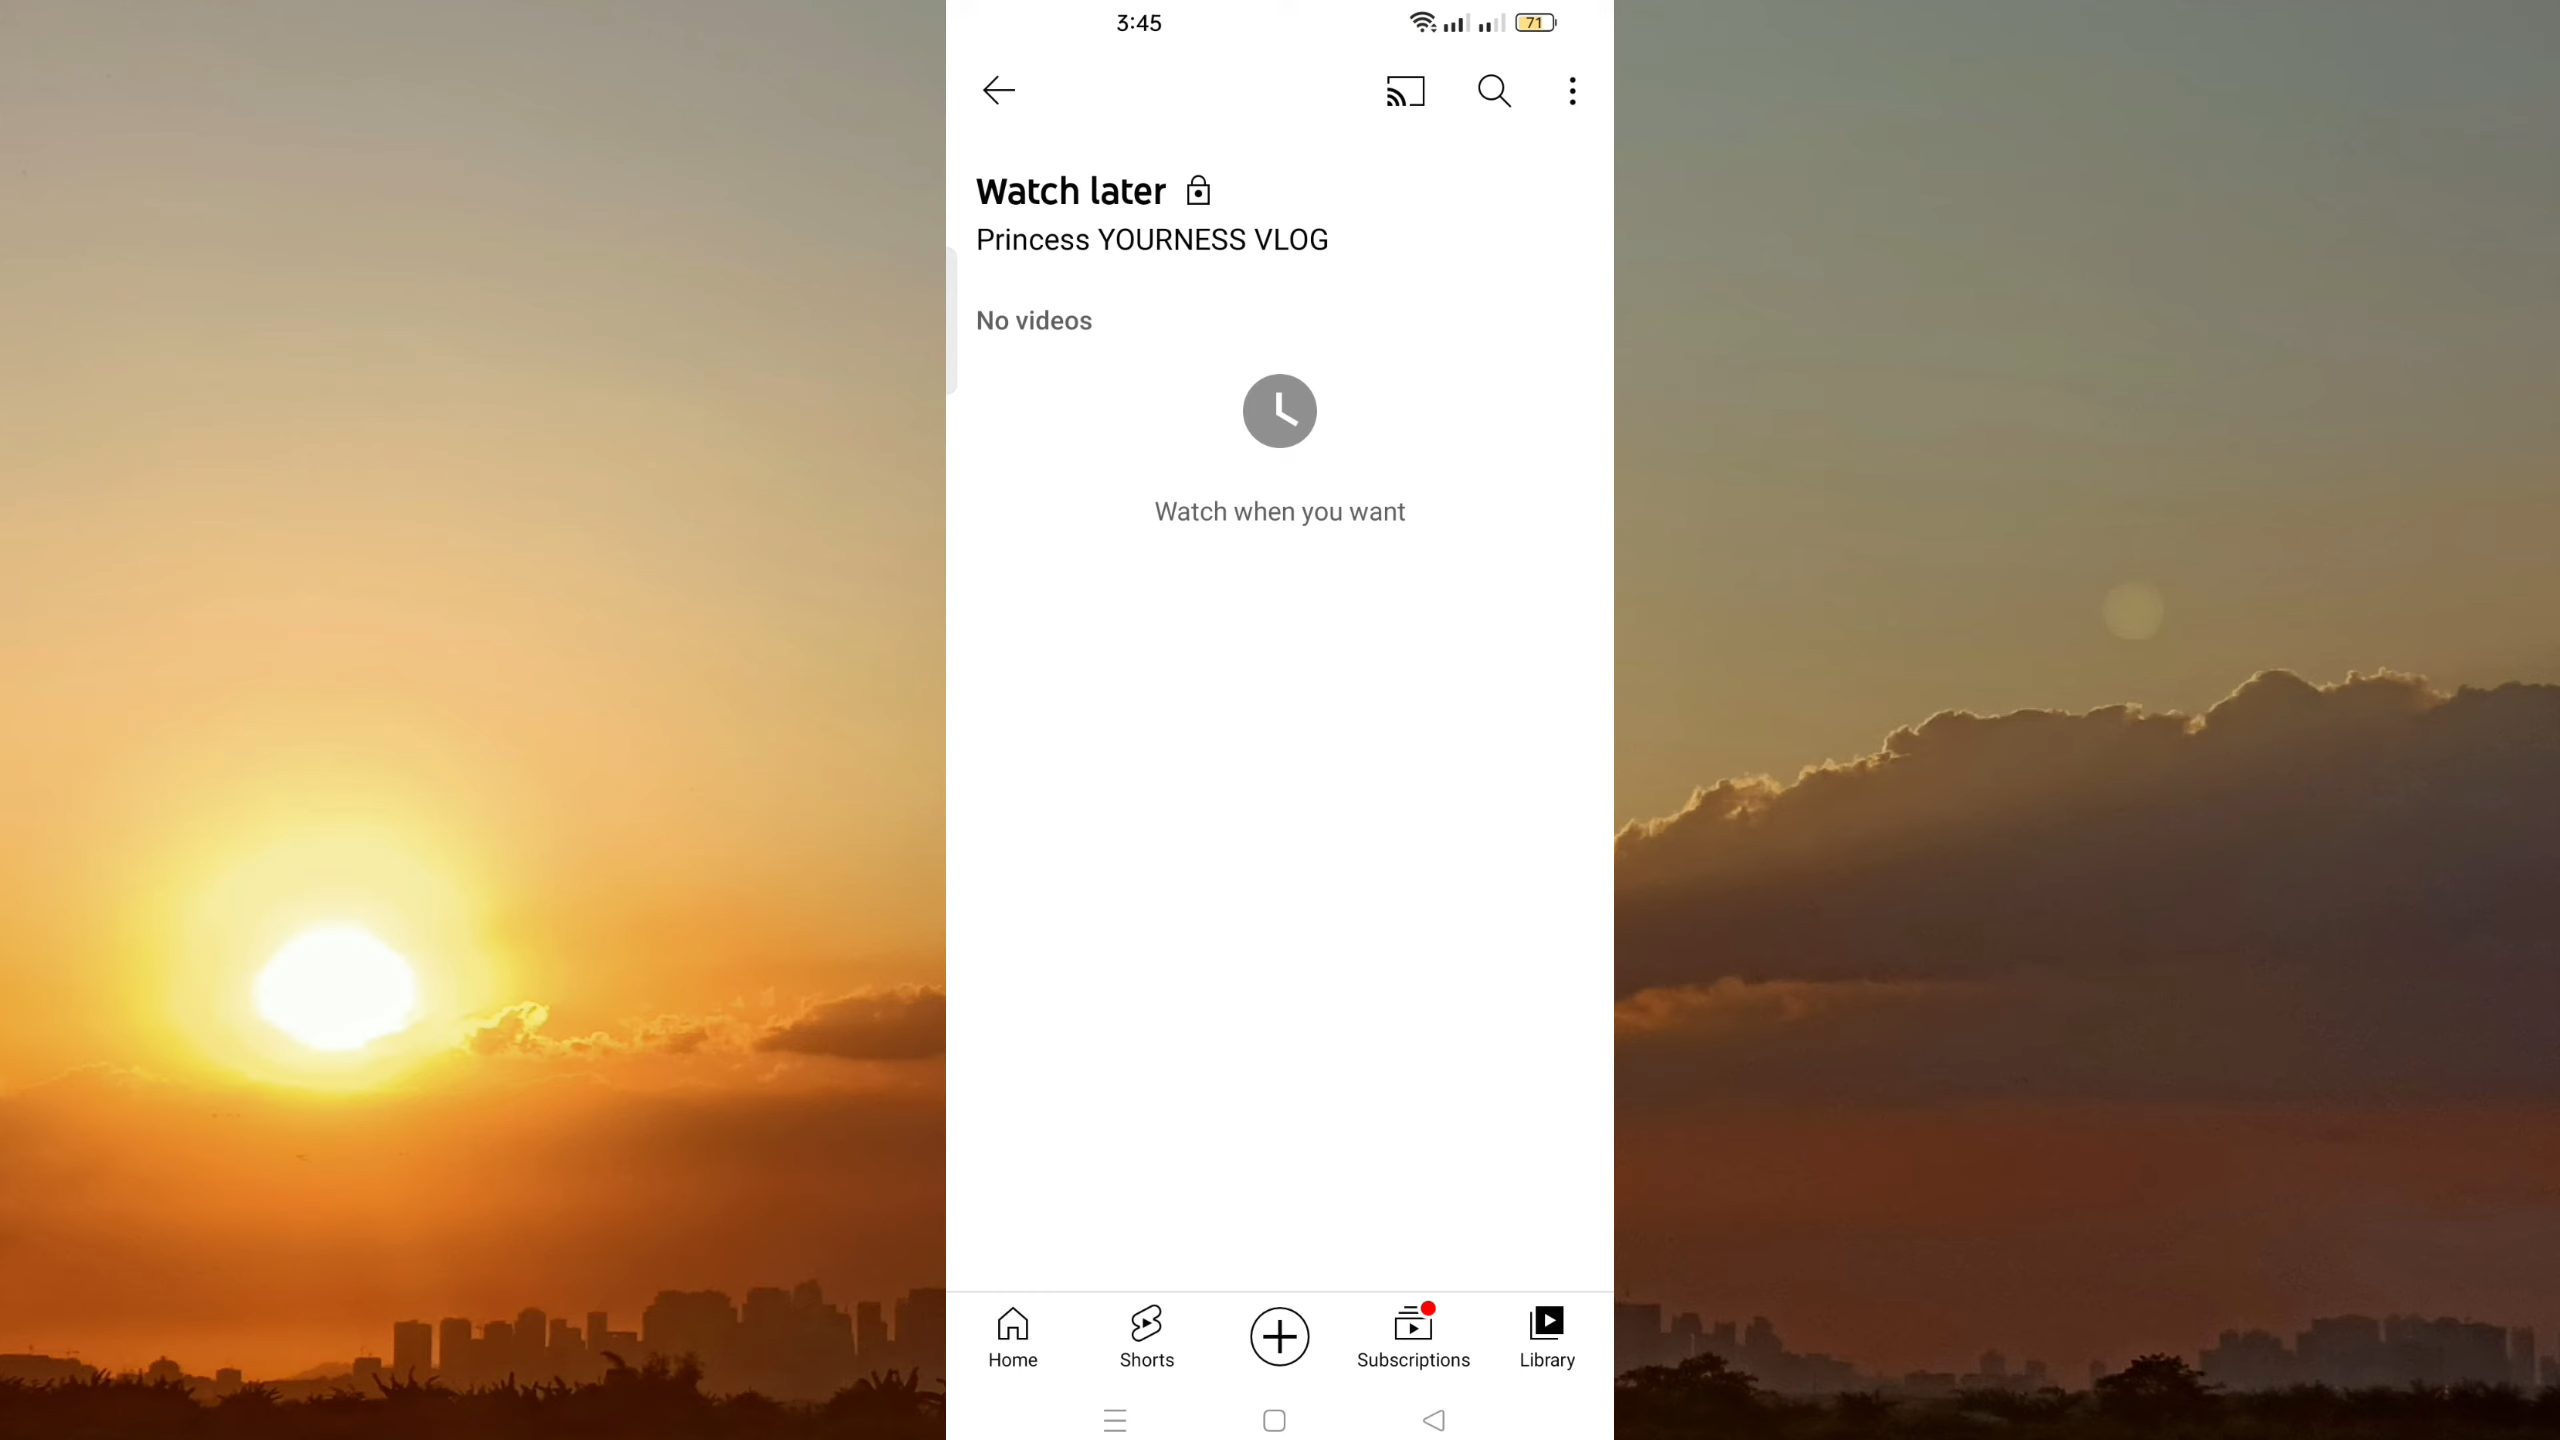 3:45
71
Watch later
Princess YOURNESS VLOG
No videos
Watch when you want
Home
Shorts
Subscriptions
Library